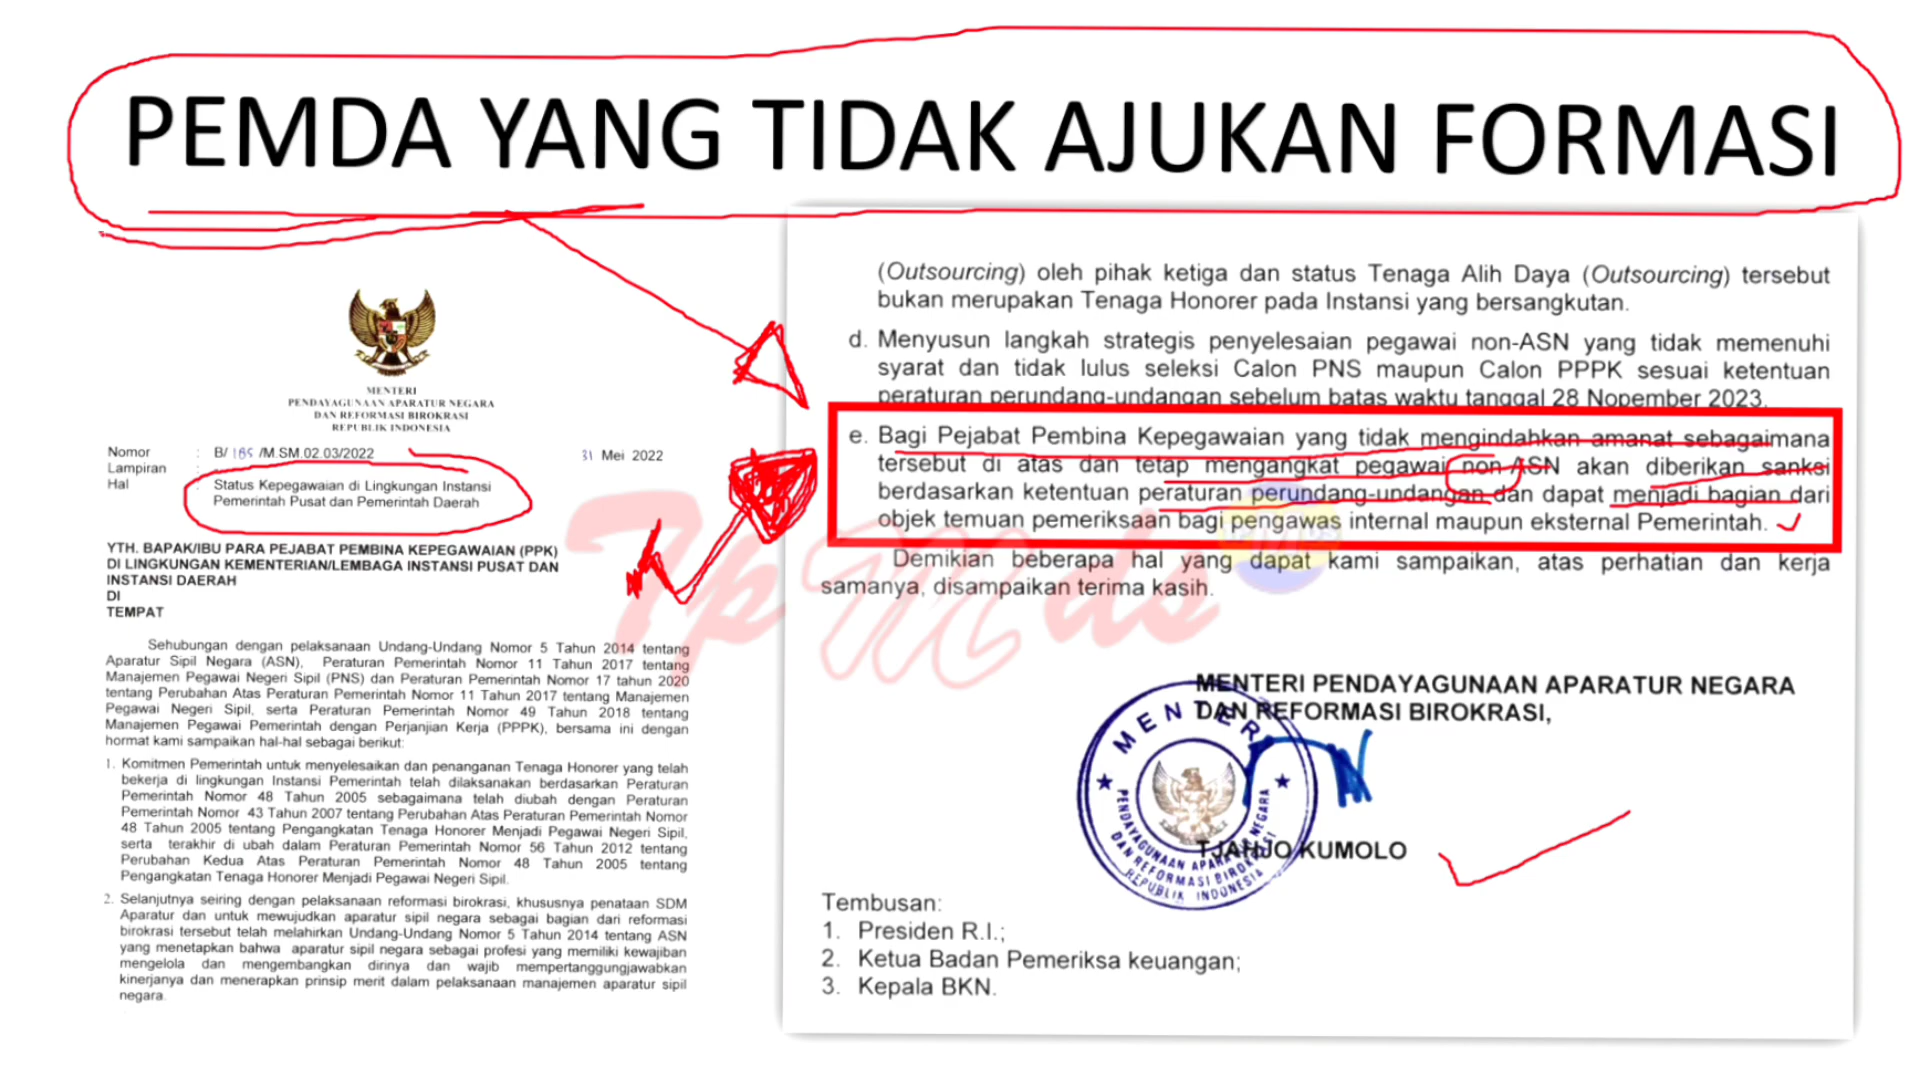 PEMDA YANG TIDAK AJUKAN FORMASI
MENTERI
PENDAYAGUNAAN APARATUR NEGARA
DAN REFORMASI BIROKRASI
REPUBLIK INDONESIA
Nomor : B/ 185 /M.SM.02.03/2022 31 Mei 2022
Lampiran :
Hal : Status Kepegawaian di Lingkungan Instansi
Pemerintah Pusat dan Pemerintah Daerah
YTH. BAPAK/IBU PARA PEJABAT PEMBINA KEPEGAWAIAN (PPK)
DI LINGKUNGAN KEMENTERIAN/LEMBAGA INSTANSI PUSAT DAN
INSTANSI DAERAH
DI
TEMPAT
Sehubungan dengan pelaksanaan Undang-Undang Nomor 5 Tahun 2014 tentang
Aparatur Sipil Negara (ASN), Peraturan Pemerintah Nomor 11 Tahun 2017 tentang
Manajemen Pegawai Negeri Sipil (PNS) dan Peraturan Pemerintah Nomor 17 tahun 2020
tentang Perubahan Atas Peraturan Pemerintah Nomor 11 Tahun 2017 tentang Manajemen
Pegawai Negeri Sipil, serta Peraturan Pemerintah Nomor 49 Tahun 2018 tentang
Manajemen Pegawai Pemerintah dengan Perjanjian Kerja (PPPK), bersama ini dengan
hormat kami sampaikan hal-hal sebagai berikut:
1. Komitmen Pemerintah untuk menyelesaikan dan penanganan Tenaga Honorer yang telah
bekerja di lingkungan Instansi Pemerintah telah dilaksanakan berdasarkan Peraturan
Pemerintah Nomor 48 Tahun 2005 sebagaimana telah diubah dengan Peraturan
Pemerintah Nomor 43 Tahun 2007 tentang Perubahan Atas Peraturan Pemerintah Nomor
48 Tahun 2005 tentang Pengangkatan Tenaga Honorer Menjadi Pegawai Negeri Sipil,
serta terakhir di ubah dalam Peraturan Pemerintah Nomor 56 Tahun 2012 tentang
Perubahan Kedua Atas Peraturan Pemerintah Nomor 48 Tahun 2005 tentang
Pengangkatan Tenaga Honorer Menjadi Pegawai Negeri Sipil.
2. Selanjutnya seiring dengan pelaksanaan reformasi birokrasi, khususnya penataan SDM
Aparatur dan untuk mewujudkan aparatur sipil negara sebagai bagian dari reformasi
birokrasi tersebut telah melahirkan Undang-Undang Nomor 5 Tahun 2014 tentang ASN
yang menetapkan bahwa aparatur sipil negara sebagai profesi yang memiliki kewajiban
mengelola dan mengembangkan dirinya dan wajib mempertanggungjawabkan
kinerjanya dan menerapkan prinsip merit dalam pelaksanaan manajemen aparatur sipil
negara.
(Outsourcing) oleh pihak ketiga dan status Tenaga Alih Daya (Outsourcing) tersebut
bukan merupakan Tenaga Honorer pada Instansi yang bersangkutan.
d. Menyusun langkah strategis penyelesaian pegawai non-ASN yang tidak memenuhi
syarat dan tidak lulus seleksi Calon PNS maupun Calon PPPK sesuai ketentuan
peraturan perundang-undangan sebelum batas waktu tanggal 28 Nopember 2023.
e. Bagi Pejabat Pembina Kepegawaian yang tidak mengindahkan amanat sebagaimana
tersebut di atas dan tetap mengangkat pegawai non-ASN akan diberikan sanksi
berdasarkan ketentuan peraturan perundang-undangan dan dapat menjadi bagian dari
objek temuan pemeriksaan bagi pengawas internal maupun eksternal Pemerintah.
Demikian beberapa hal yang dapat kami sampaikan, atas perhatian dan kerja
samanya, disampaikan terima kasih.
TpMds
MENTERI PENDAYAGUNAAN APARATUR NEGARA
DAN REFORMASI BIROKRASI,
MENTERI
PENDAYAGUNAAN APARATUR NEGARA
DAN REFORMASI BIROKRASI
REPUBLIK INDONESIA
TJAHJO KUMOLO
Tembusan:
1. Presiden R.I.;
2. Ketua Badan Pemeriksa keuangan;
3. Kepala BKN.